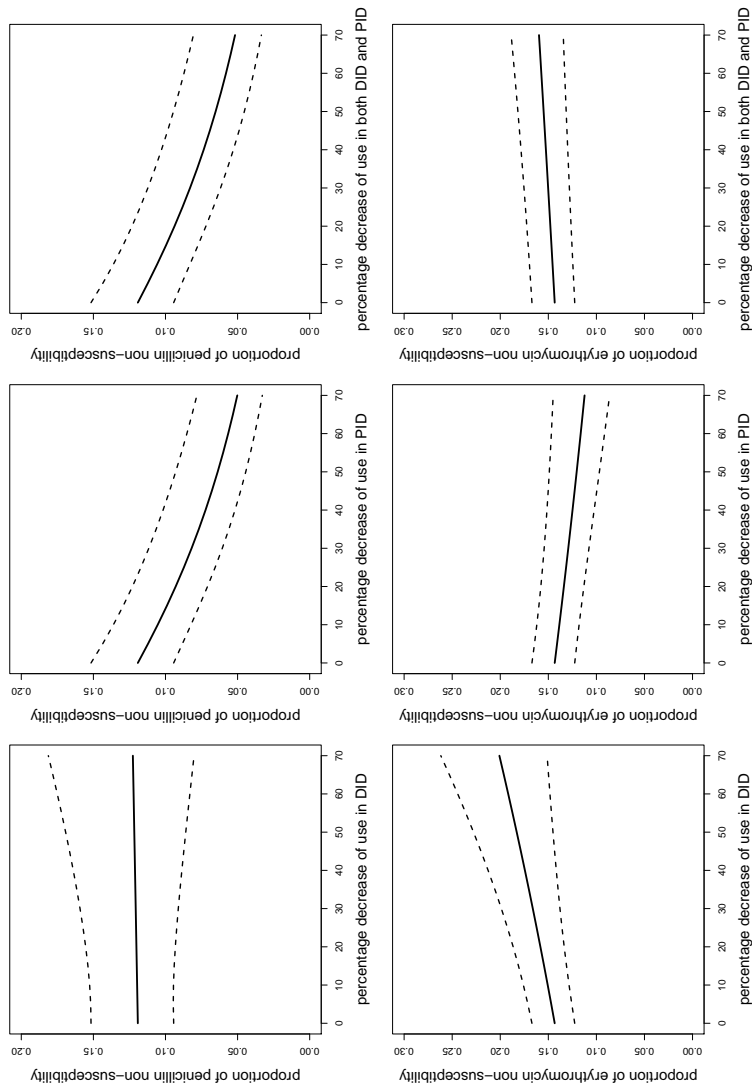 proportion of penicillin non−susceptibility
0.00
0.05
0.10
0.15
0.20
0 10 20 30 40 50 60 70
percentage decrease of use in DID
proportion of penicillin non−susceptibility
0.00
0.05
0.10
0.15
0.20
0 10 20 30 40 50 60 70
percentage decrease of use in PID
proportion of penicillin non−susceptibility
0.00
0.05
0.10
0.15
0.20
0 10 20 30 40 50 60 70
percentage decrease of use in both DID and PID
proportion of erythromycin non−susceptibility
0.00
0.05
0.10
0.15
0.20
0.25
0.30
0 10 20 30 40 50 60 70
percentage decrease of use in DID
proportion of erythromycin non−susceptibility
0.00
0.05
0.10
0.15
0.20
0.25
0.30
0 10 20 30 40 50 60 70
percentage decrease of use in PID
proportion of erythromycin non−susceptibility
0.00
0.05
0.10
0.15
0.20
0.25
0.30
0 10 20 30 40 50 60 70
percentage decrease of use in both DID and PID